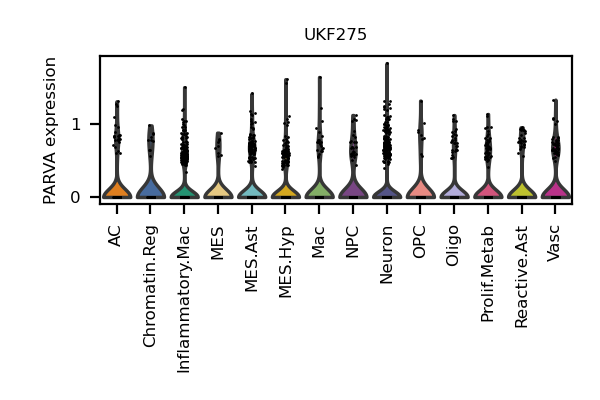 UKF275
PARVA expression
1
0
AC
Chromatin.Reg
Inflammatory.Mac
MES
MES.Ast
MES.Hyp
Mac
NPC
Neuron
OPC
Oligo
Prolif.Metab
Reactive.Ast
Vasc